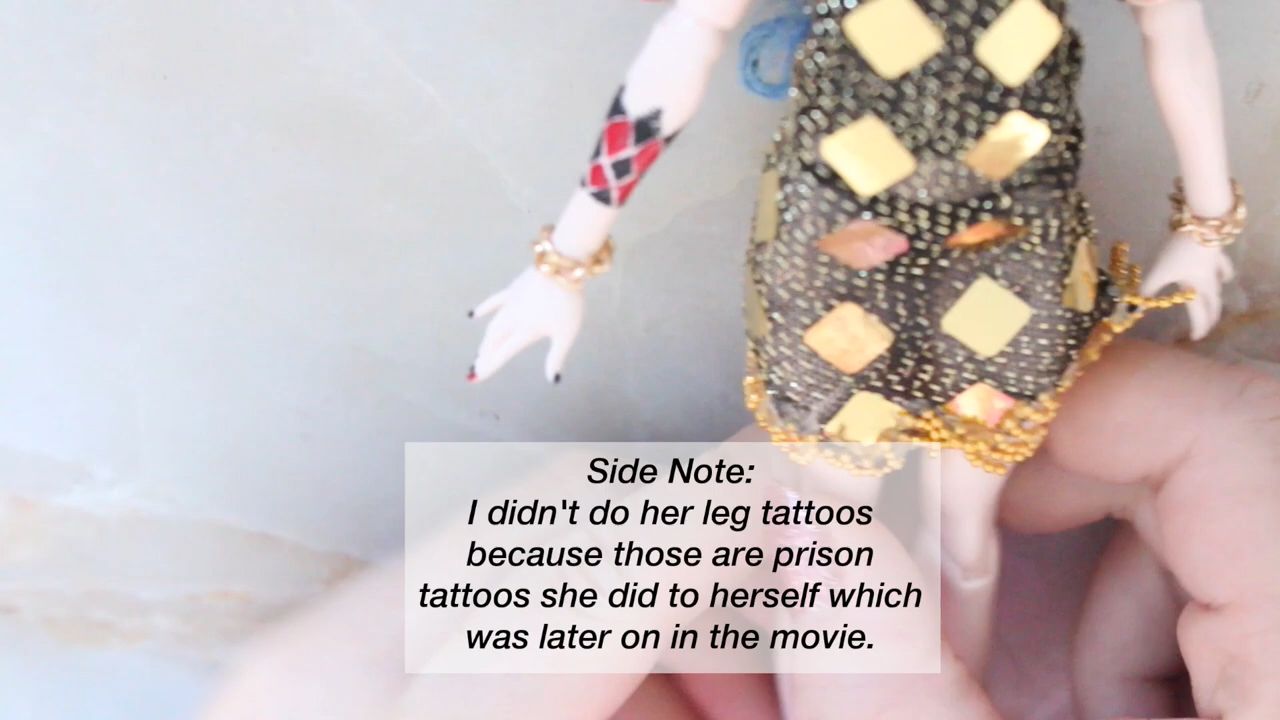 Side Note:
I didn't do her leg tattoos
because those are prison
tattoos she did to herself which
was later on in the movie.